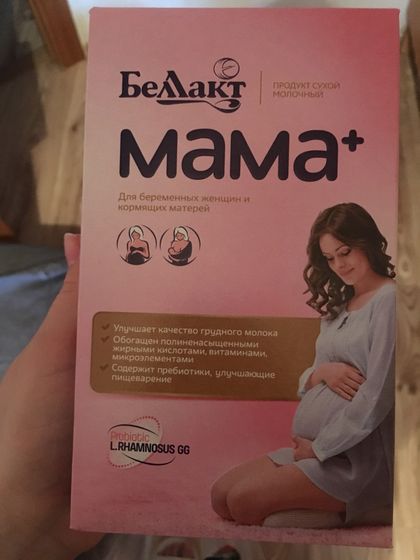 Беллакт
ПРОДУКТ СУХОЙ
МОЛОЧНЫЙ
мама+
Для беременных женщин и
кормящих матерей
Улучшает качество грудного молока
Обогащен полиненасыщенными
жирными кислотами, витаминами,
микроэлементами
Содержит пребиотики, улучшающие
пищеварение
Probiotic
L.RHAMNOSUS GG